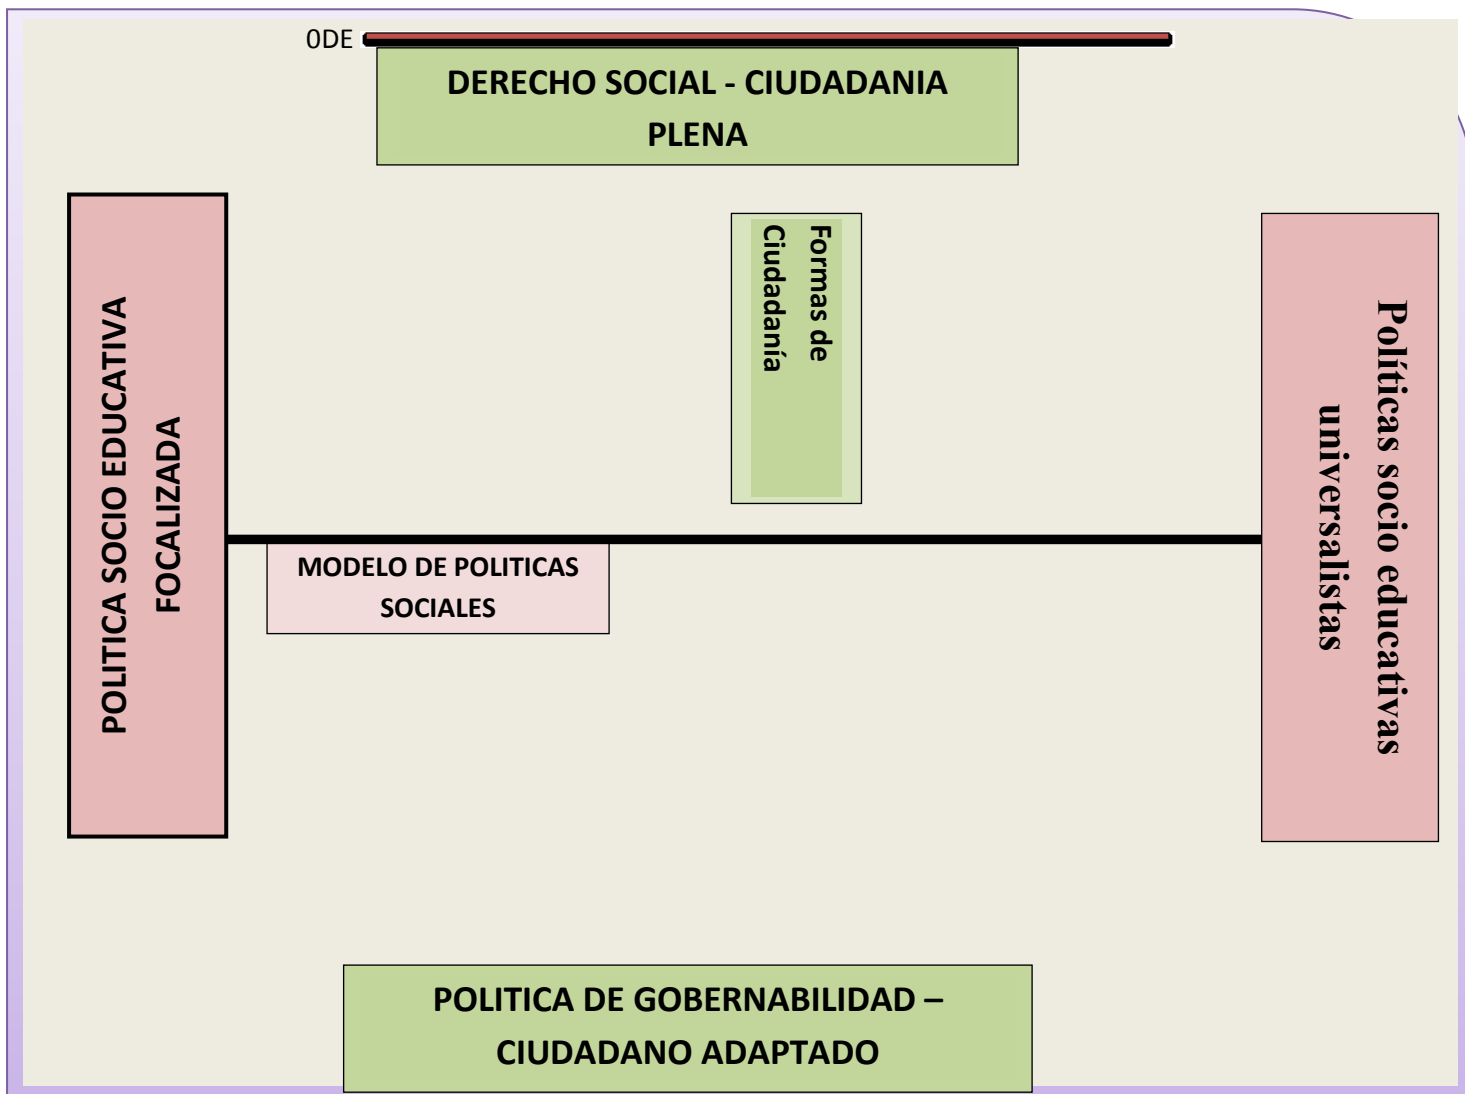 0DE
DERECHO SOCIAL - CIUDADANIA
PLENA
POLITICA SOCIO EDUCATIVA
FOCALIZADA
Formas de
Ciudadanía
Políticas socio educativas
universalistas
MODELO DE POLITICAS
SOCIALES
POLITICA DE GOBERNABILIDAD –
CIUDADANO ADAPTADO